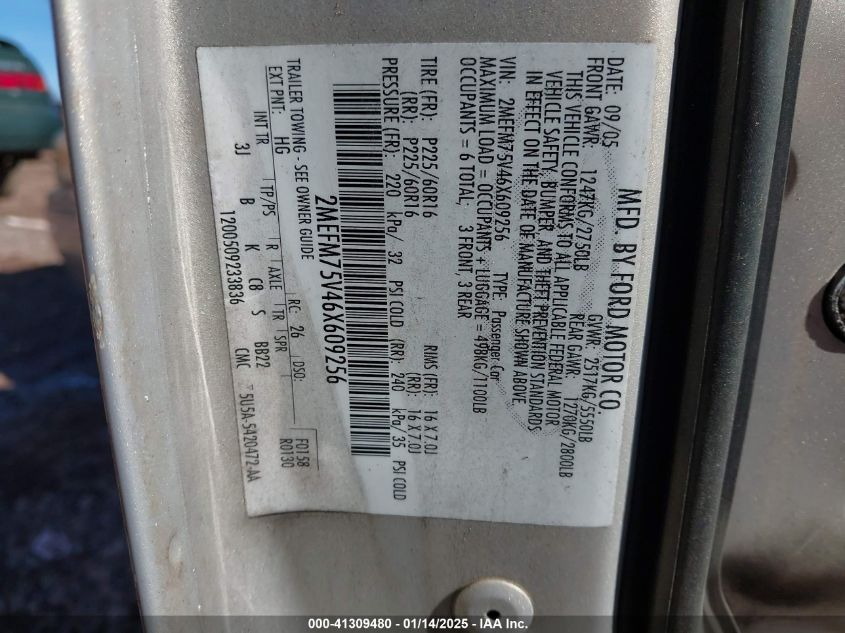 MFD. BY FORD MOTOR CO
DATE: 09/05 GVWR: 2517KG/5550LB
FRONT GAWR: 1247KG/2750LB REAR GAWR: 1270KG/2800LB
THIS VEHICLE CONFORMS TO ALL APPLICABLE FEDERAL MOTOR
VEHICLE SAFETY, BUMPER, AND THEFT PREVENTION STANDARDS
IN EFFECT ON THE DATE OF MANUFACTURE SHOWN ABOVE.
VIN: 2MEFM75V46X609256 TYPE: Passenger Car
MAXIMUM LOAD = OCCUPANTS + LUGGAGE = 498KG/1100LB
OCCUPANTS = 6 TOTAL; 3 FRONT, 3 REAR
TIRE (FR): P225/60R16 RIMS (FR): 16 X 7.0J
(RR): P225/60R16 (RR): 16 X 7.0J
PRESSURE (FR): 220 kPa/ 32 PSI COLD (RR): 240 kPa/35 PSI COLD
2MEFM75V46X609256
TRAILER TOWING - SEE OWNER GUIDE
EXT PNT: HG RC: 26 DSO: F0158
R0130
INT TR TP/PS R AXLE TR SPR
3J B K C8 S BB22
1200509233836 CMC 5U5A-5420472-AA
000-41309480 - 01/14/2025 - IAA Inc.